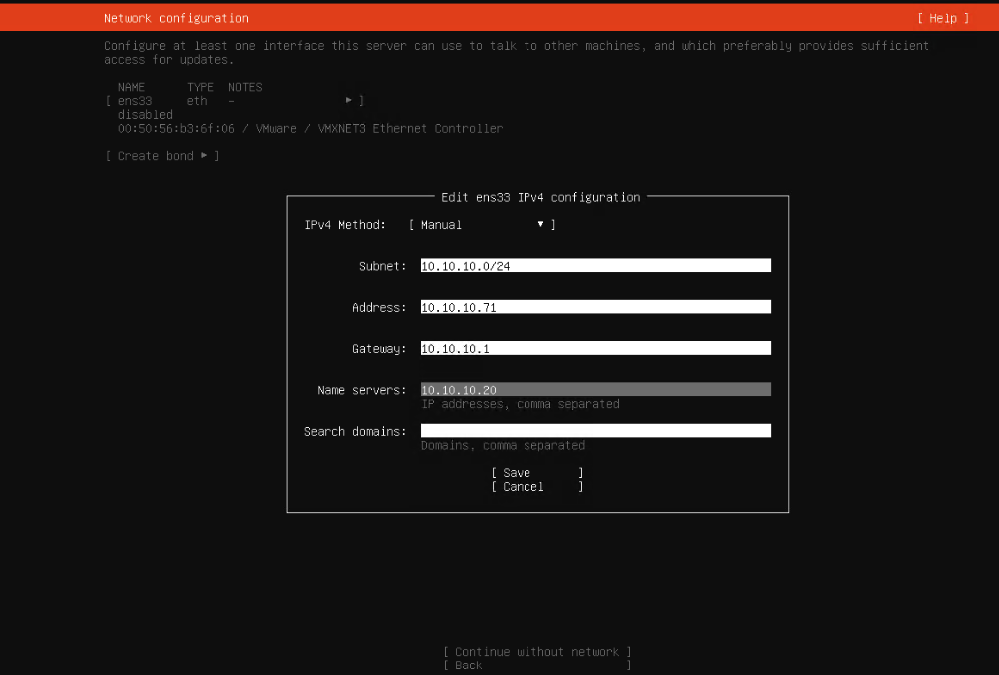 Network configuration [ Help ]
Configure at least one interface this server can use to talk to other machines, and which preferably provides sufficient
access for updates.
NAME TYPE NOTES
[ ens33 eth - ▸ ]
disabled
00:50:56:b3:6f:06 / VMware / VMXNET3 Ethernet Controller
[ Create bond ▸ ]
Edit ens33 IPv4 configuration
IPv4 Method: [ Manual ▾ ]
Subnet: 10.10.10.0/24
Address: 10.10.10.71
Gateway: 10.10.10.1
Name servers: 10.10.10.20
IP addresses, comma separated
Search domains:
Domains, comma separated
[ Save ]
[ Cancel ]
[ Continue without network ]
[ Back ]